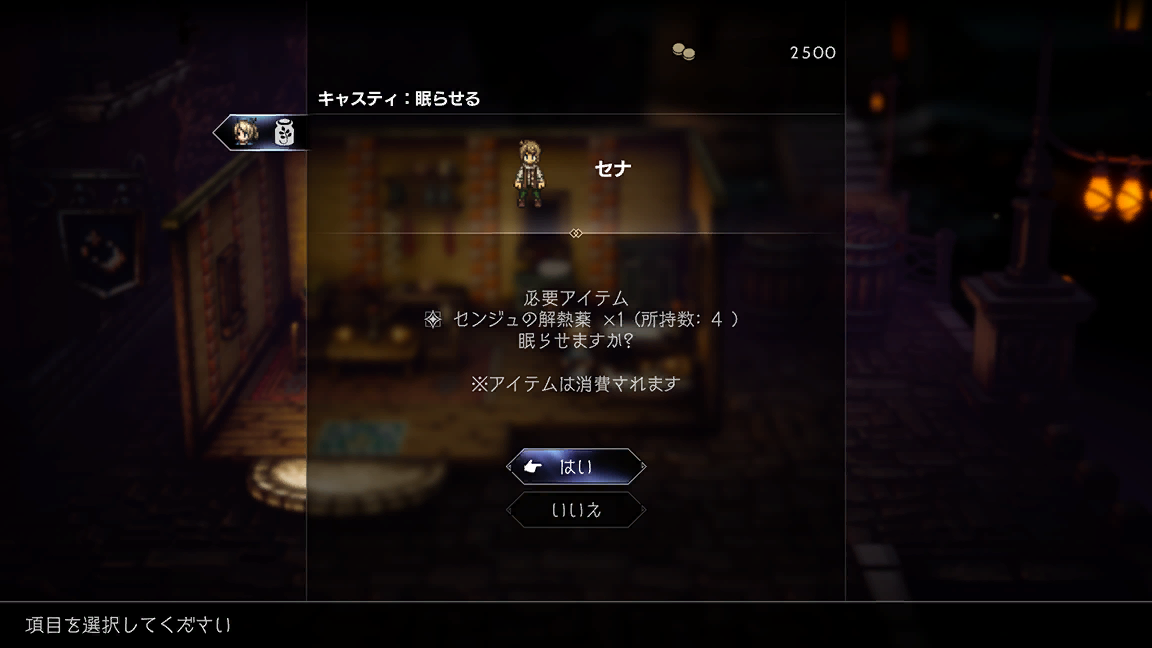 2500
キャスティ：眠らせる
セナ
必要アイテム
センジュの解熱薬 ×1 (所持数: 4 )
眠らせますか?
※アイテムは消費されます
はい
いいえ
項目を選択してください